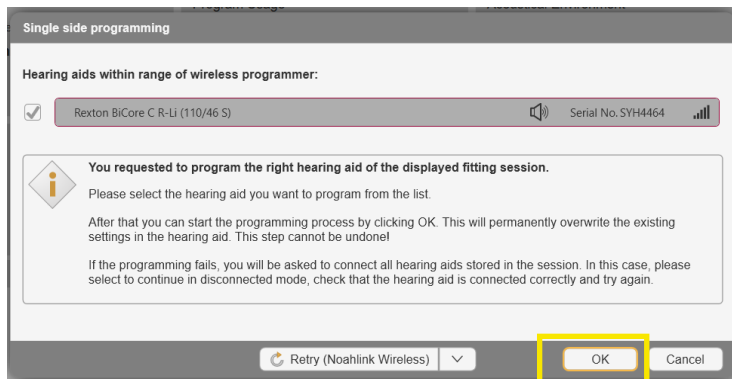 Program Usage
Acoustical Environment
Single side programming
Hearing aids within range of wireless programmer:
Rexton BiCore C R-Li (110/46 S) Serial No. SYH4464
You requested to program the right hearing aid of the displayed fitting session.
Please select the hearing aid you want to program from the list.
After that you can start the programming process by clicking OK. This will permanently overwrite the existing
settings in the hearing aid. This step cannot be undone!
If the programming fails, you will be asked to connect all hearing aids stored in the session. In this case, please
select to continue in disconnected mode, check that the hearing aid is connected correctly and try again.
Retry (Noahlink Wireless) OK Cancel